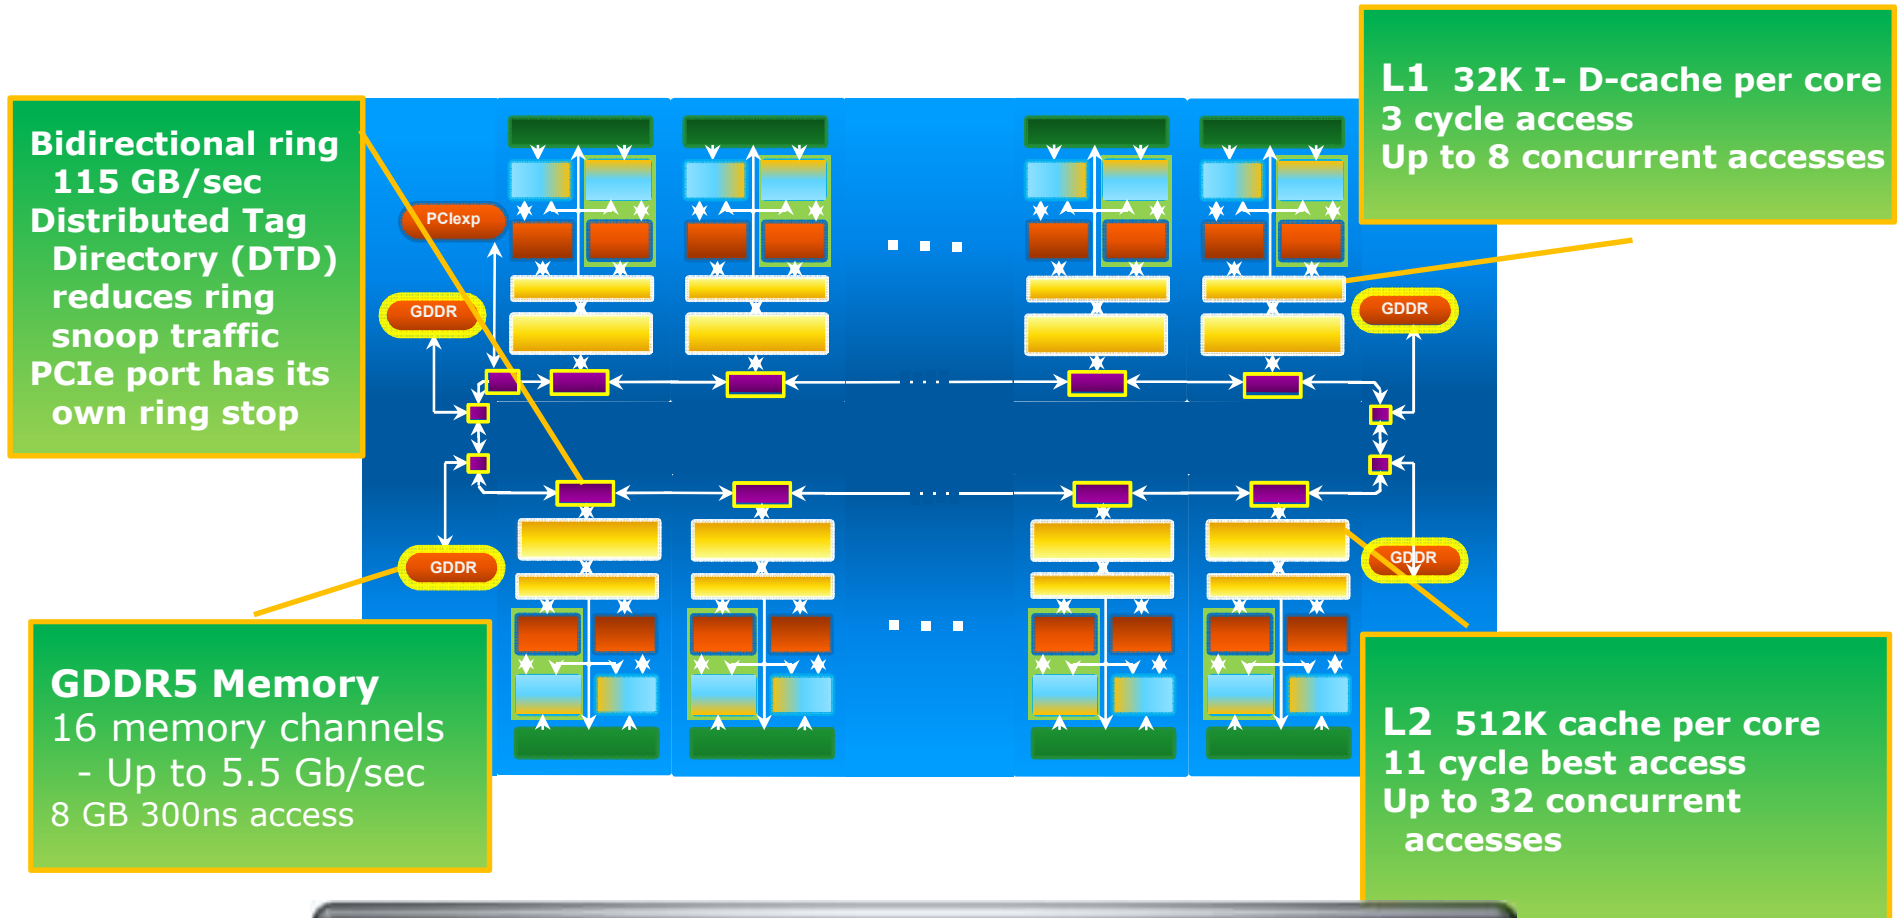 L1 32K I- D-cache per core
3 cycle access
Up to 8 concurrent accesses
Bidirectional ring
115 GB/sec
Distributed Tag
Directory (DTD)
reduces ring
snoop traffic
PCIe port has its
own ring stop
PCIexp
GDDR
GDDR
GDDR
GDDR
GDDR5 Memory
16 memory channels
- Up to 5.5 Gb/sec
8 GB 300ns access
L2 512K cache per core
11 cycle best access
Up to 32 concurrent
accesses